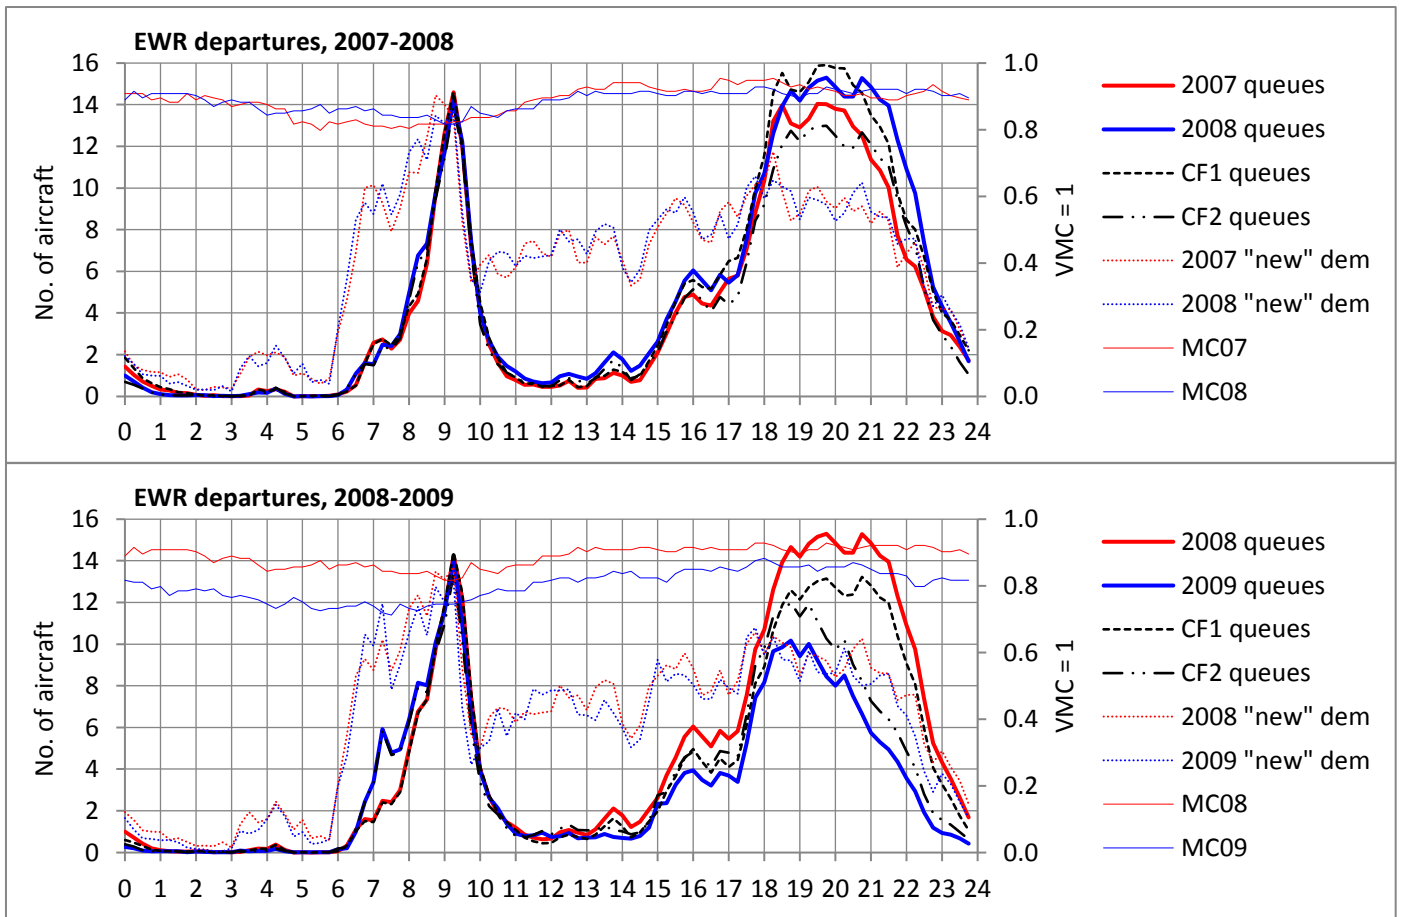 EWR departures, 2007-2008
16
14
12
10
8
6
4
2
0
No. of aircraft
1.0
0.8
0.6
0.4
0.2
0.0
VMC = 1
0 1 2 3 4 5 6 7 8 9 10 11 12 13 14 15 16 17 18 19 20 21 22 23 24
2007 queues
2008 queues
CF1 queues
CF2 queues
2007 "new" dem
2008 "new" dem
MC07
MC08
EWR departures, 2008-2009
16
14
12
10
8
6
4
2
0
No. of aircraft
1.0
0.8
0.6
0.4
0.2
0.0
VMC = 1
0 1 2 3 4 5 6 7 8 9 10 11 12 13 14 15 16 17 18 19 20 21 22 23 24
2008 queues
2009 queues
CF1 queues
CF2 queues
2008 "new" dem
2009 "new" dem
MC08
MC09